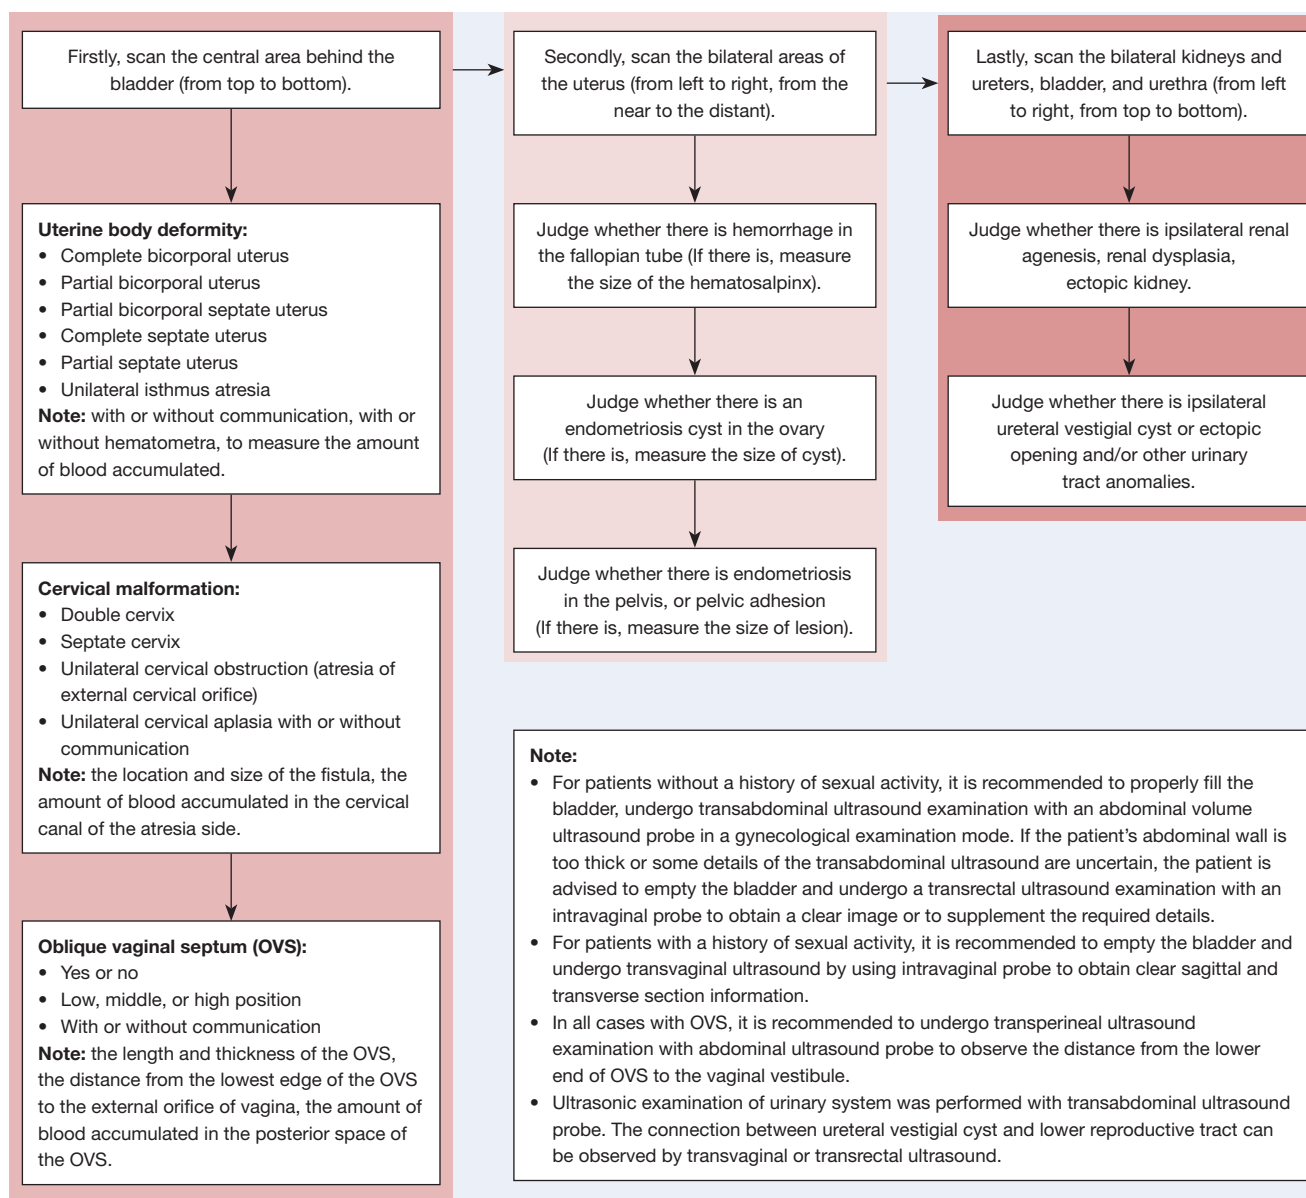 Firstly, scan the central area behind the
bladder (from top to bottom).
Uterine body deformity:
• Complete bicorporal uterus
• Partial bicorporal uterus
• Partial bicorporal septate uterus
• Complete septate uterus
• Partial septate uterus
• Unilateral isthmus atresia
Note: with or without communication, with or
without hematometra, to measure the amount
of blood accumulated.
Cervical malformation:
• Double cervix
• Septate cervix
• Unilateral cervical obstruction (atresia of
external cervical orifice)
• Unilateral cervical aplasia with or without
communication
Note: the location and size of the fistula, the
amount of blood accumulated in the cervical
canal of the atresia side.
Oblique vaginal septum (OVS):
• Yes or no
• Low, middle, or high position
• With or without communication
Note: the length and thickness of the OVS,
the distance from the lowest edge of the OVS
to the external orifice of vagina, the amount of
blood accumulated in the posterior space of
the OVS.
Secondly, scan the bilateral areas of
the uterus (from left to right, from the
near to the distant).
Judge whether there is hemorrhage in
the fallopian tube (If there is, measure
the size of the hematosalpinx).
Judge whether there is an
endometriosis cyst in the ovary
(If there is, measure the size of cyst).
Judge whether there is endometriosis
in the pelvis, or pelvic adhesion
(If there is, measure the size of lesion).
Lastly, scan the bilateral kidneys and
ureters, bladder, and urethra (from left
to right, from top to bottom).
Judge whether there is ipsilateral renal
agenesis, renal dysplasia,
ectopic kidney.
Judge whether there is ipsilateral
ureteral vestigial cyst or ectopic
opening and/or other urinary
tract anomalies.
Note:
• For patients without a history of sexual activity, it is recommended to properly fill the
bladder, undergo transabdominal ultrasound examination with an abdominal volume
ultrasound probe in a gynecological examination mode. If the patient's abdominal wall is
too thick or some details of the transabdominal ultrasound are uncertain, the patient is
advised to empty the bladder and undergo a transrectal ultrasound examination with an
intravaginal probe to obtain a clear image or to supplement the required details.
• For patients with a history of sexual activity, it is recommended to empty the bladder and
undergo transvaginal ultrasound by using intravaginal probe to obtain clear sagittal and
transverse section information.
• In all cases with OVS, it is recommended to undergo transperineal ultrasound
examination with abdominal ultrasound probe to observe the distance from the lower
end of OVS to the vaginal vestibule.
• Ultrasonic examination of urinary system was performed with transabdominal ultrasound
probe. The connection between ureteral vestigial cyst and lower reproductive tract can
be observed by transvaginal or transrectal ultrasound.